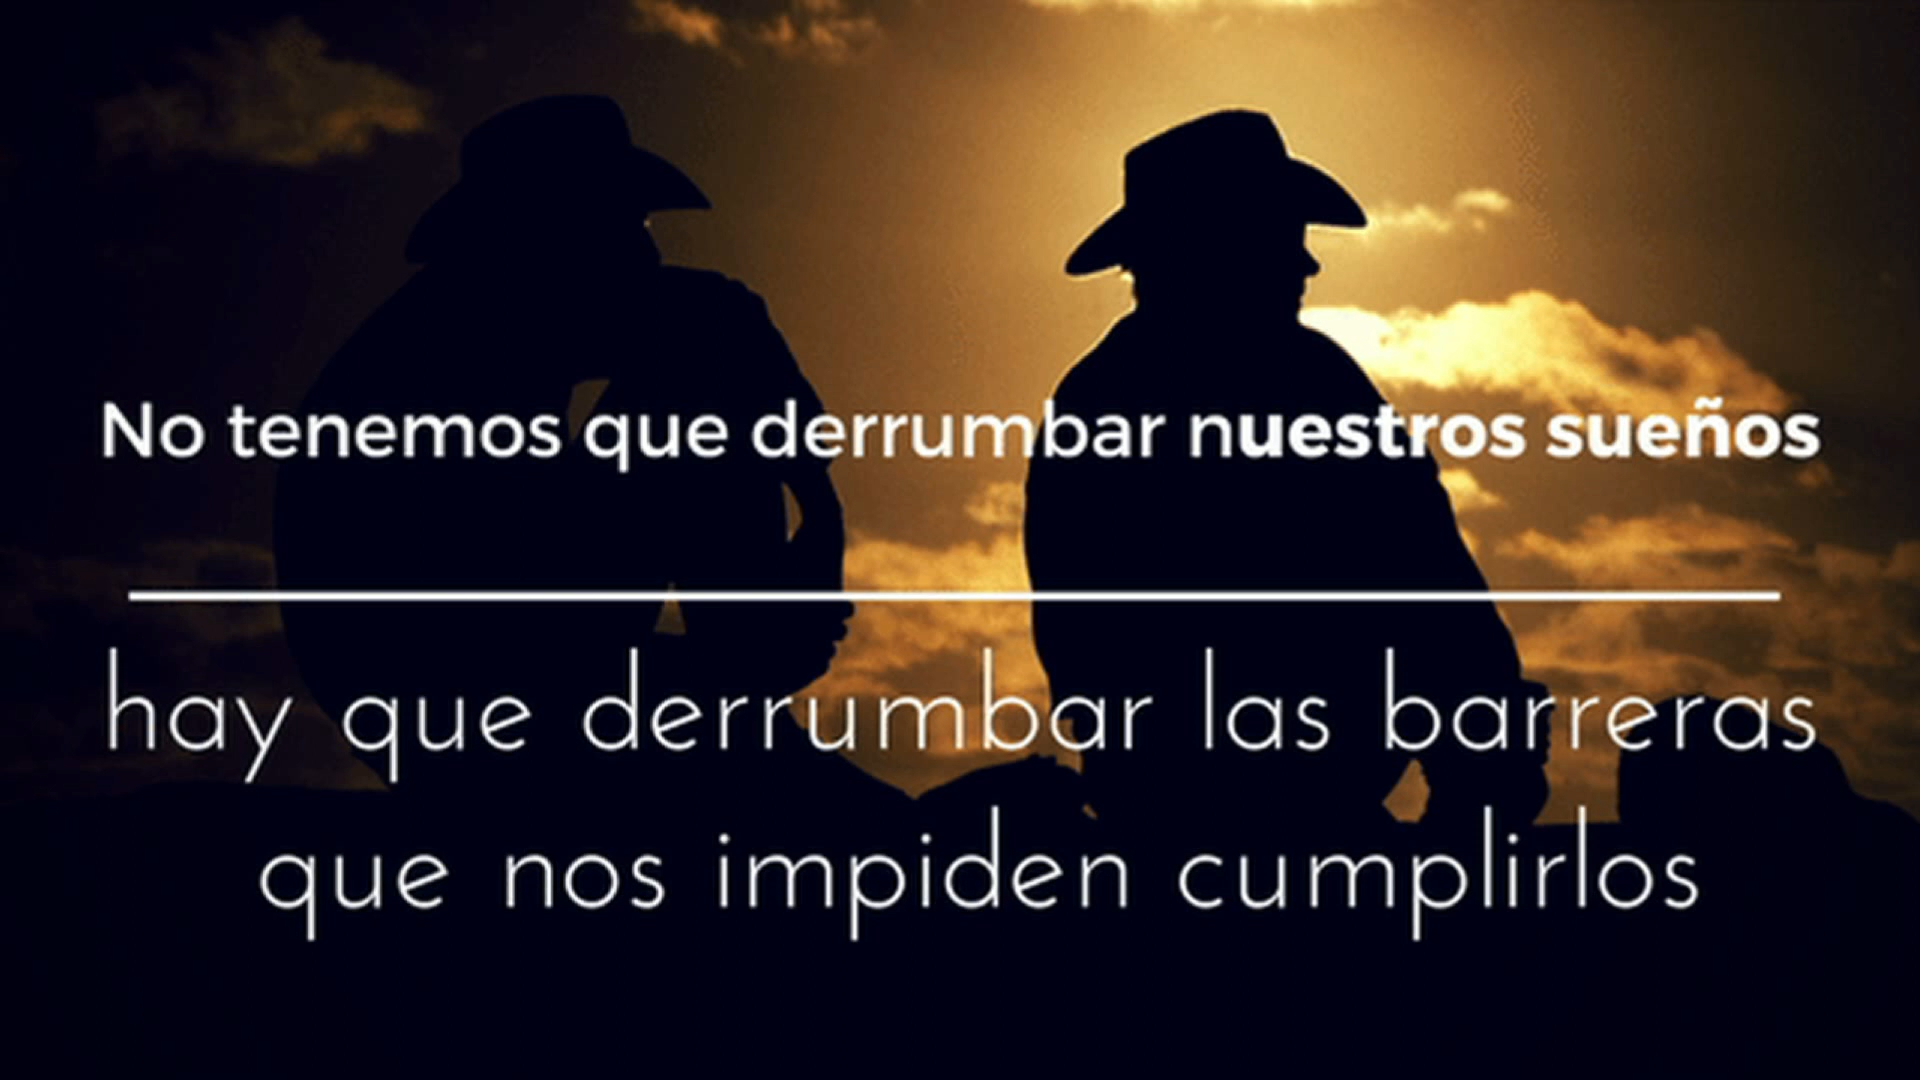 No tenemos que derrumbar nuestros sueños
hay que derrumbar las barreras
que nos impiden cumplirlos